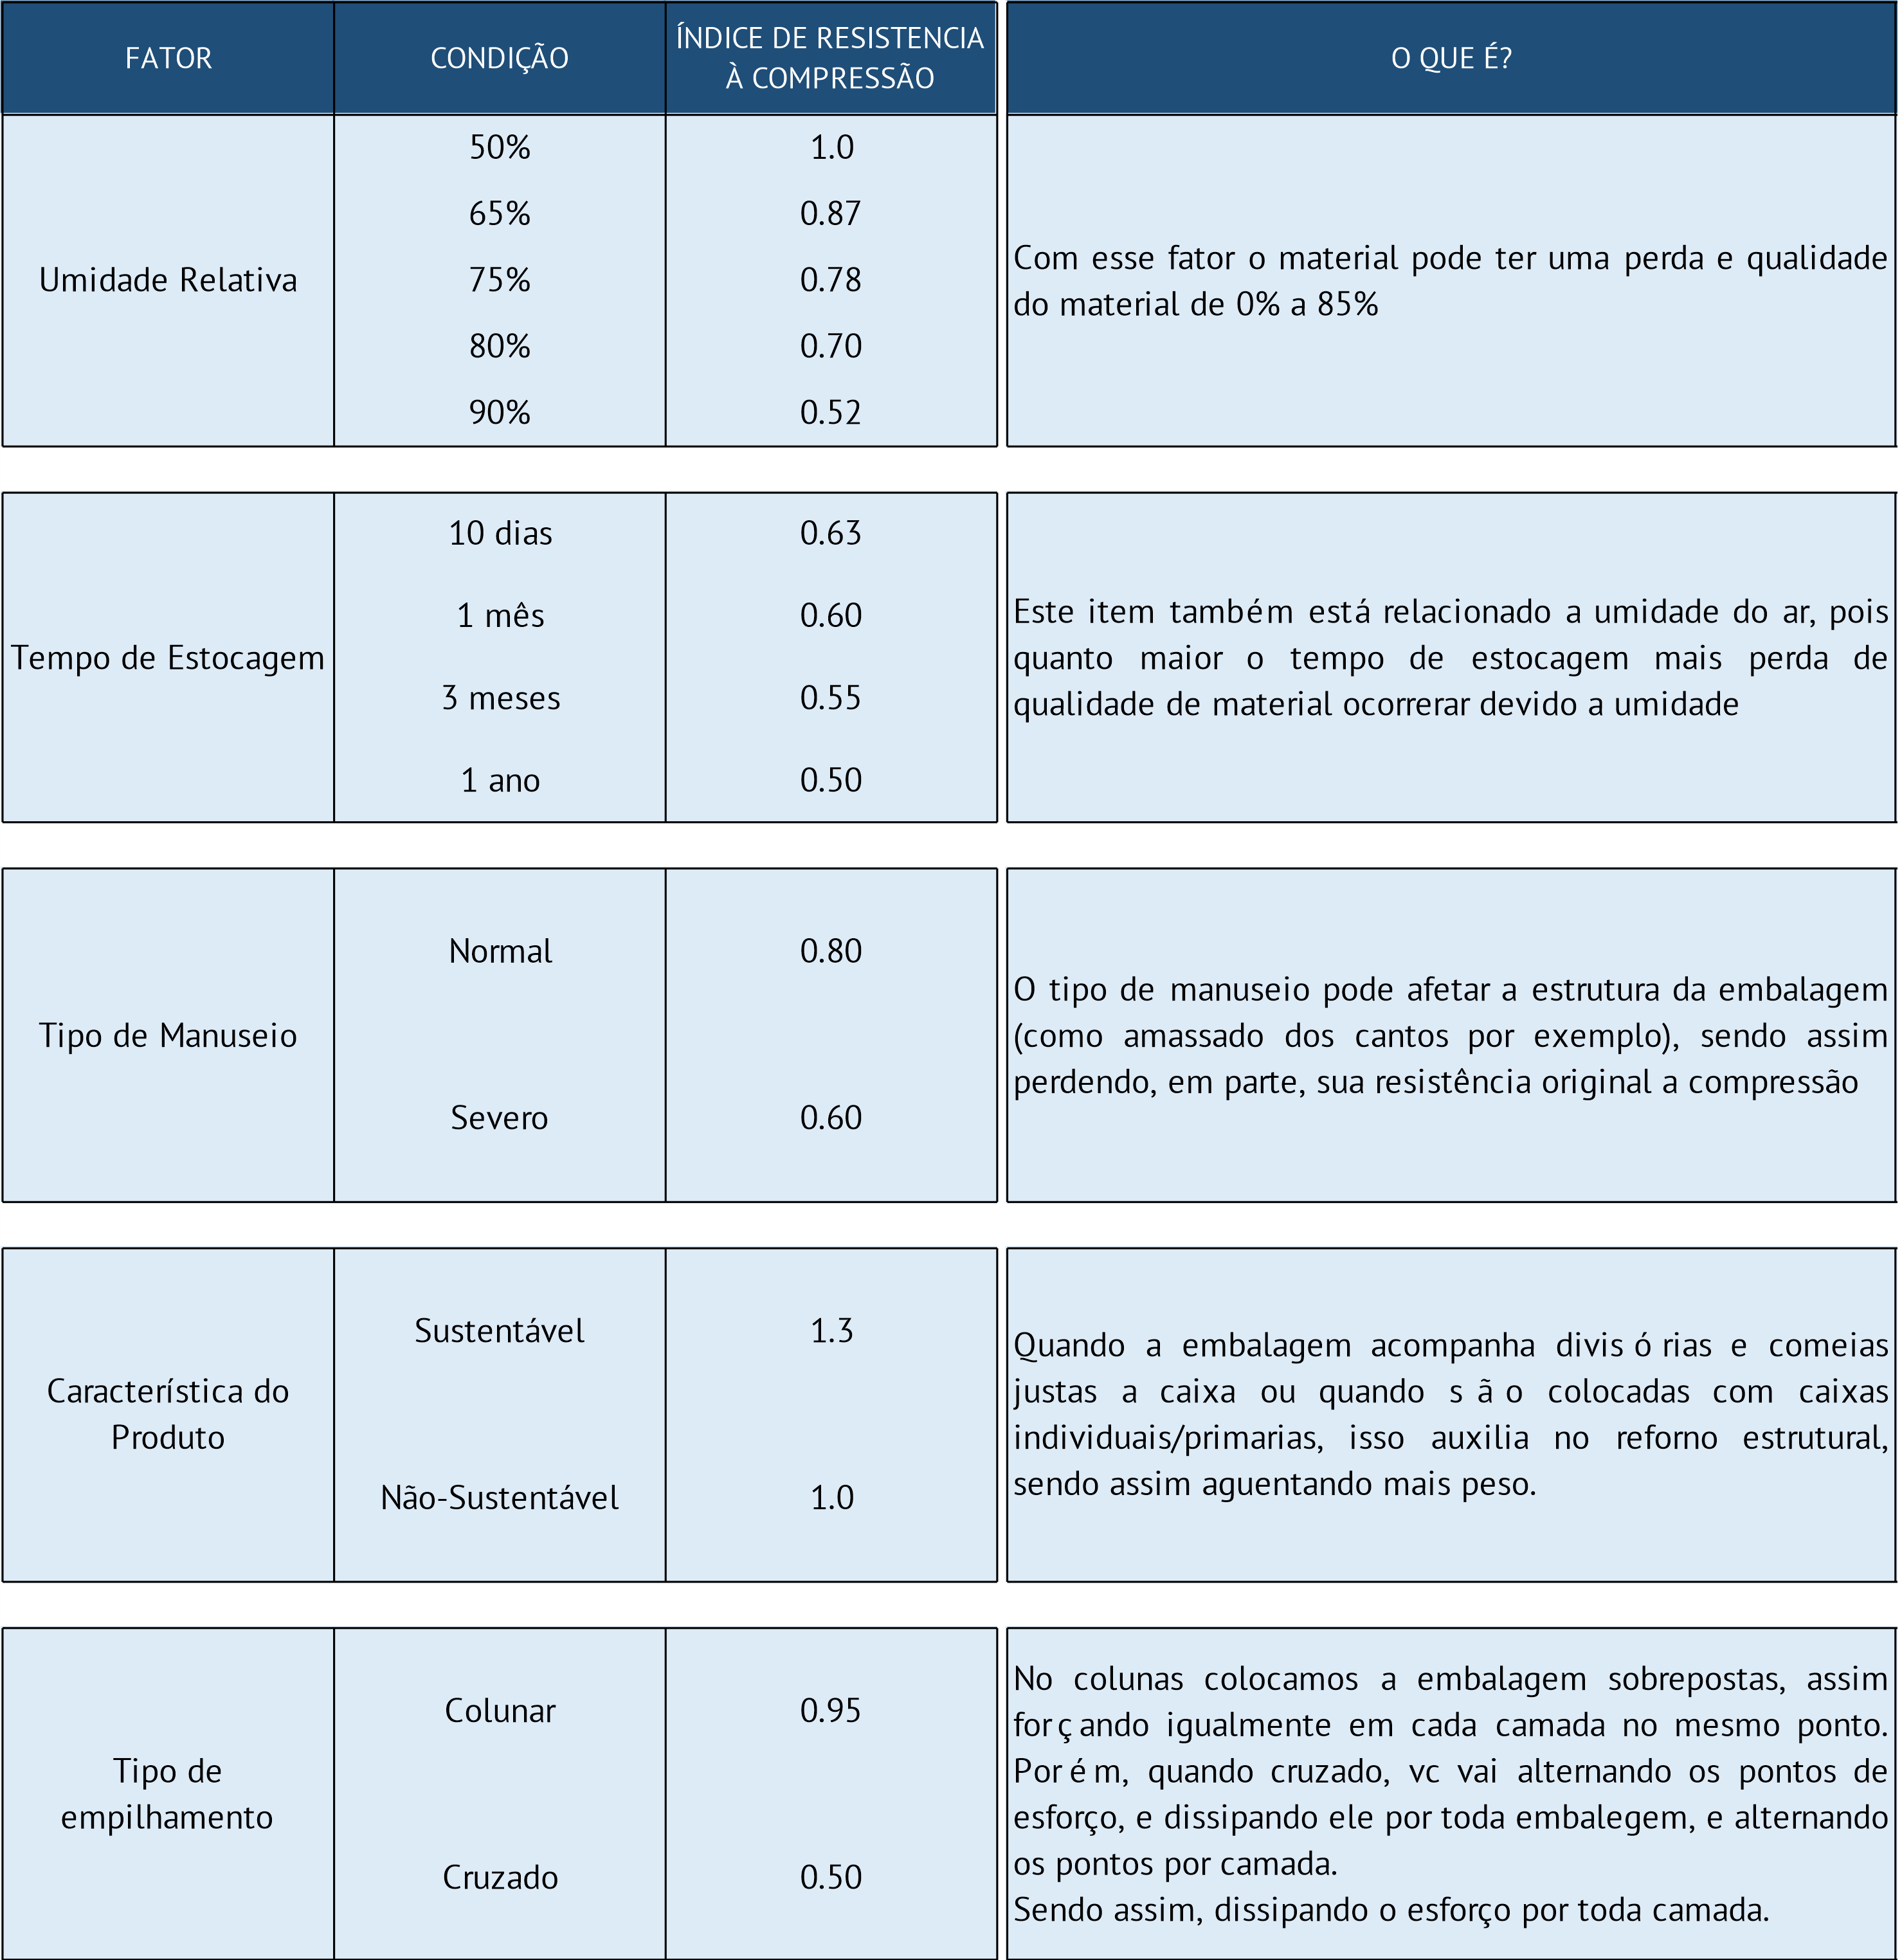 FATOR
CONDIÇÃO
ÍNDICE DE RESISTENCIA
À COMPRESSÃO
O QUE É?
Umidade Relativa
50%
1.0
65%
0.87
75%
0.78
80%
0.70
90%
0.52
Com esse fator o material pode ter uma perda e qualidade
do material de 0% a 85%
Tempo de Estocagem
10 dias
0.63
1 mês
0.60
3 meses
0.55
1 ano
0.50
Este item também está relacionado a umidade do ar, pois
quanto maior o tempo de estocagem mais perda de
qualidade de material ocorrerar devido a umidade
Tipo de Manuseio
Normal
0.80
Severo
0.60
O tipo de manuseio pode afetar a estrutura da embalagem
(como amassado dos cantos por exemplo), sendo assim
perdendo, em parte, sua resistência original a compressão
Característica do
Produto
Sustentável
1.3
Não-Sustentável
1.0
Quando a embalagem acompanha divis ó rias e comeias
justas a caixa ou quando s ã o colocadas com caixas
individuais/primarias, isso auxilia no reforno estrutural,
sendo assim aguentando mais peso.
Tipo de
empilhamento
Colunar
0.95
Cruzado
0.50
No colunas colocamos a embalagem sobrepostas, assim
for ç ando igualmente em cada camada no mesmo ponto.
Por é m, quando cruzado, vc vai alternando os pontos de
esforço, e dissipando ele por toda embalegem, e alternando
os pontos por camada.
Sendo assim, dissipando o esforço por toda camada.